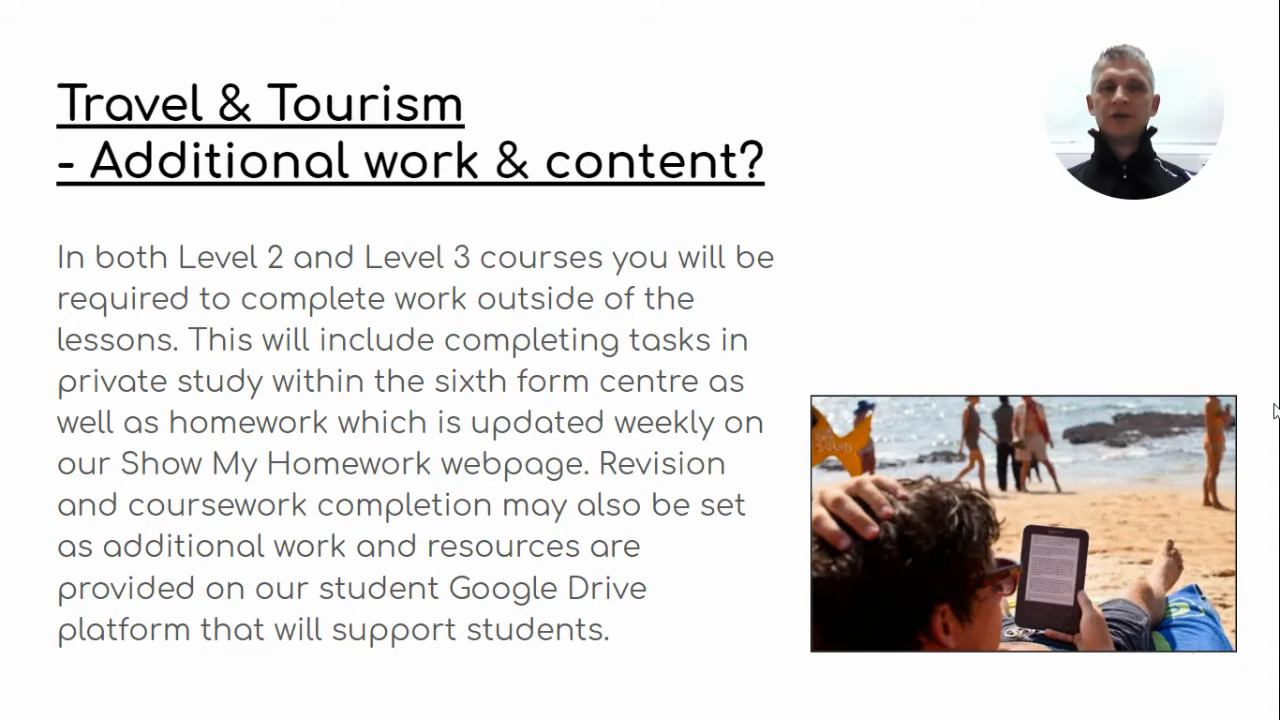 Travel & Tourism
- Additional work & content?
In both Level 2 and Level 3 courses you will be
required to complete work outside of the
lessons. This will include completing tasks in
private study within the sixth form centre as
well as homework which is updated weekly on
our Show My Homework webpage. Revision
and coursework completion may also be set
as additional work and resources are
provided on our student Google Drive
platform that will support students.